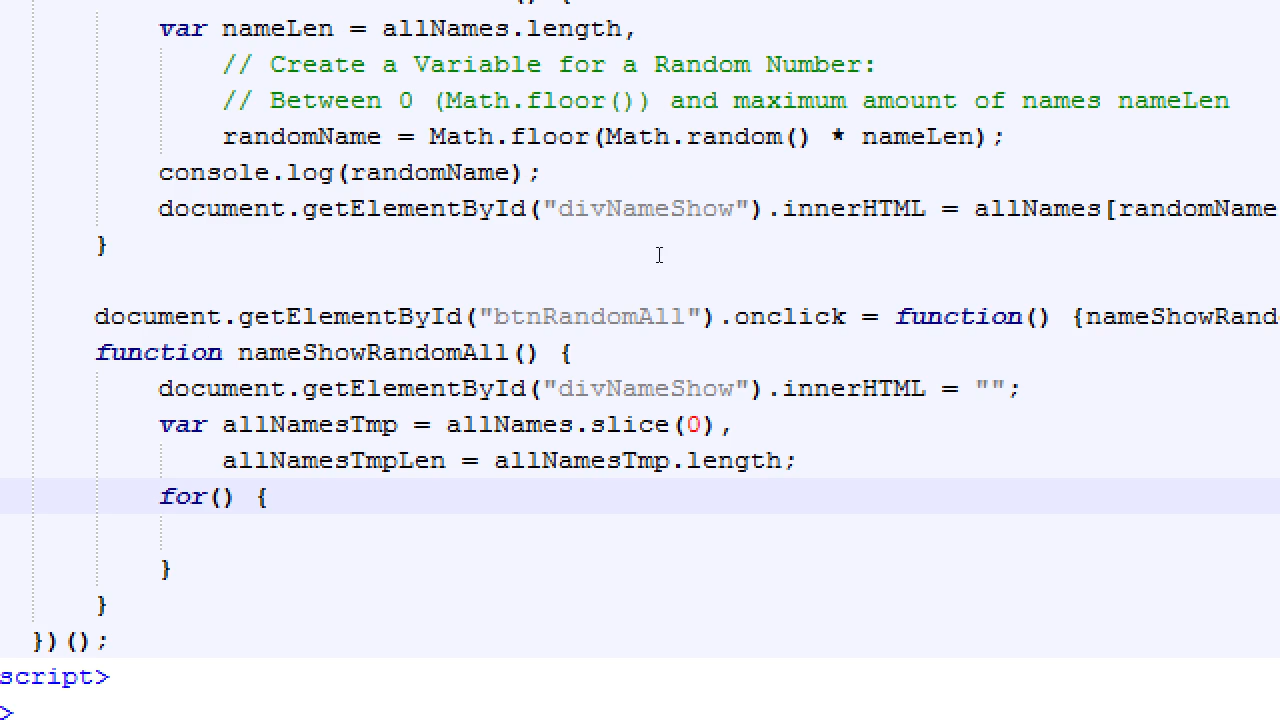 var nameLen = allNames.length,
// Create a Variable for a Random Number:
// Between 0 (Math.floor()) and maximum amount of names nameLen
randomName = Math.floor(Math.random() * nameLen);
console.log(randomName);
document.getElementById("divNameShow").innerHTML = allNames[randomName
}
document.getElementById("btnRandomAll").onclick = function() {nameShowRand
function nameShowRandomAll() {
document.getElementById("divNameShow").innerHTML = "";
var allNamesTmp = allNames.slice(0),
allNamesTmpLen = allNamesTmp.length;
for() {
}
}
})();
script>
>